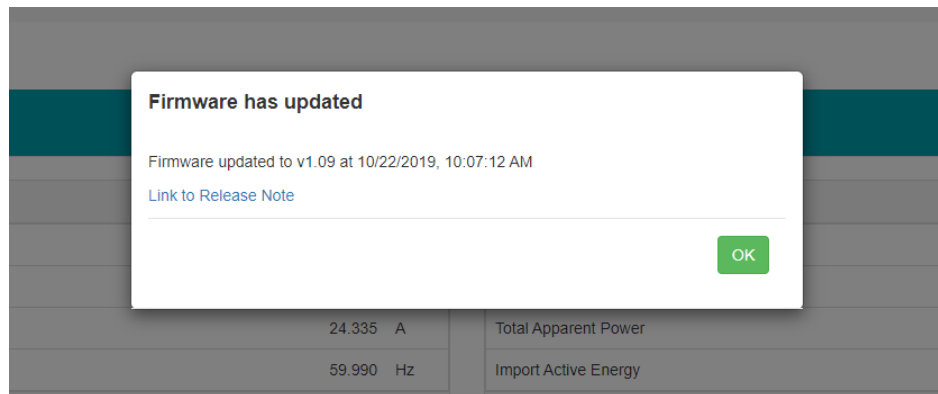 Firmware has updated
Firmware updated to v1.09 at 10/22/2019, 10:07:12 AM
Link to Release Note
OK
24.335 A Total Apparent Power
59.990 Hz Import Active Energy